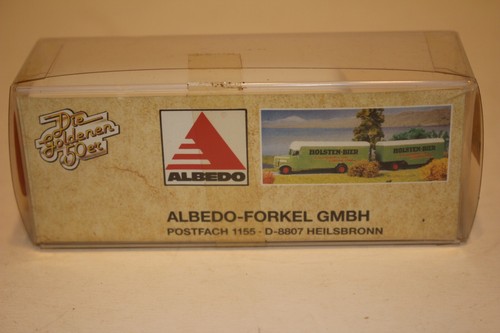 Die
Goldenen
50er
ALBEDO
HOLSTEN-BIER
HOLSTEN-BIER
ALBEDO-FORKEL GMBH
POSTFACH 1155 · D-8807 HEILSBRONN